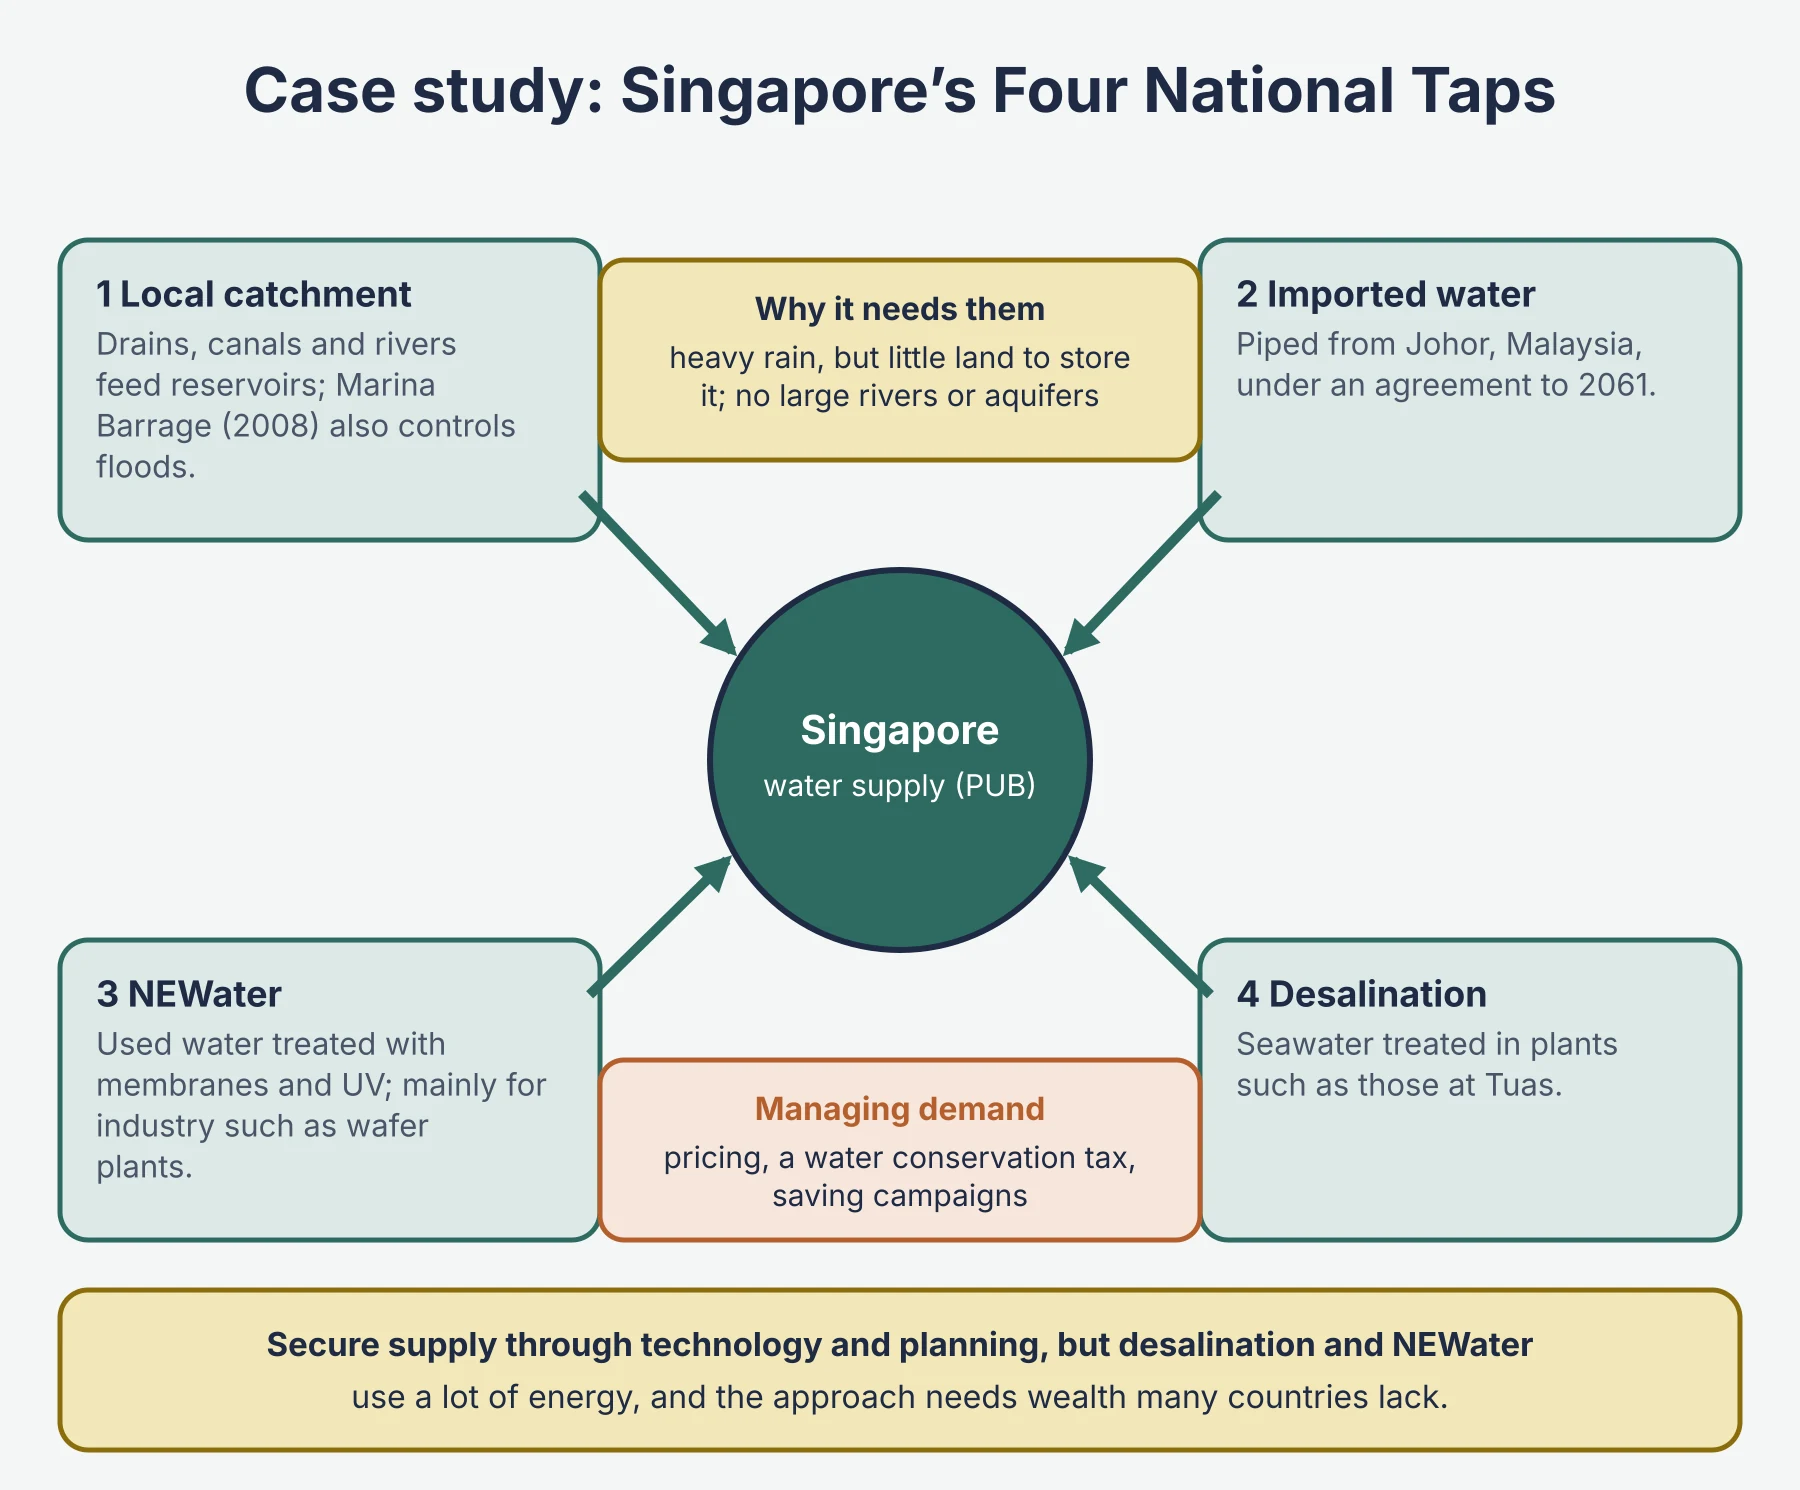 Case study: Singapore’s Four National Taps
1 Local catchment
Drains, canals and rivers
feed reservoirs; Marina
Barrage (2008) also controls
floods.
Why it needs them
heavy rain, but little land to store
it; no large rivers or aquifers
2 Imported water
Piped from Johor, Malaysia,
under an agreement to 2061.
Singapore
water supply (PUB)
3 NEWater
Used water treated with
membranes and UV; mainly for
industry such as wafer
plants.
Managing demand
pricing, a water conservation tax,
saving campaigns
4 Desalination
Seawater treated in plants
such as those at Tuas.
Secure supply through technology and planning, but desalination and NEWater
use a lot of energy, and the approach needs wealth many countries lack.